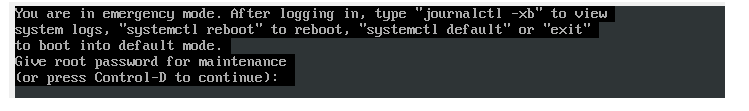 You are in emergency mode. After logging in, type "journalctl -xb" to view
system logs, "systemctl reboot" to reboot, "systemctl default" or "exit"
to boot into default mode.
Give root password for maintenance
(or press Control-D to continue):